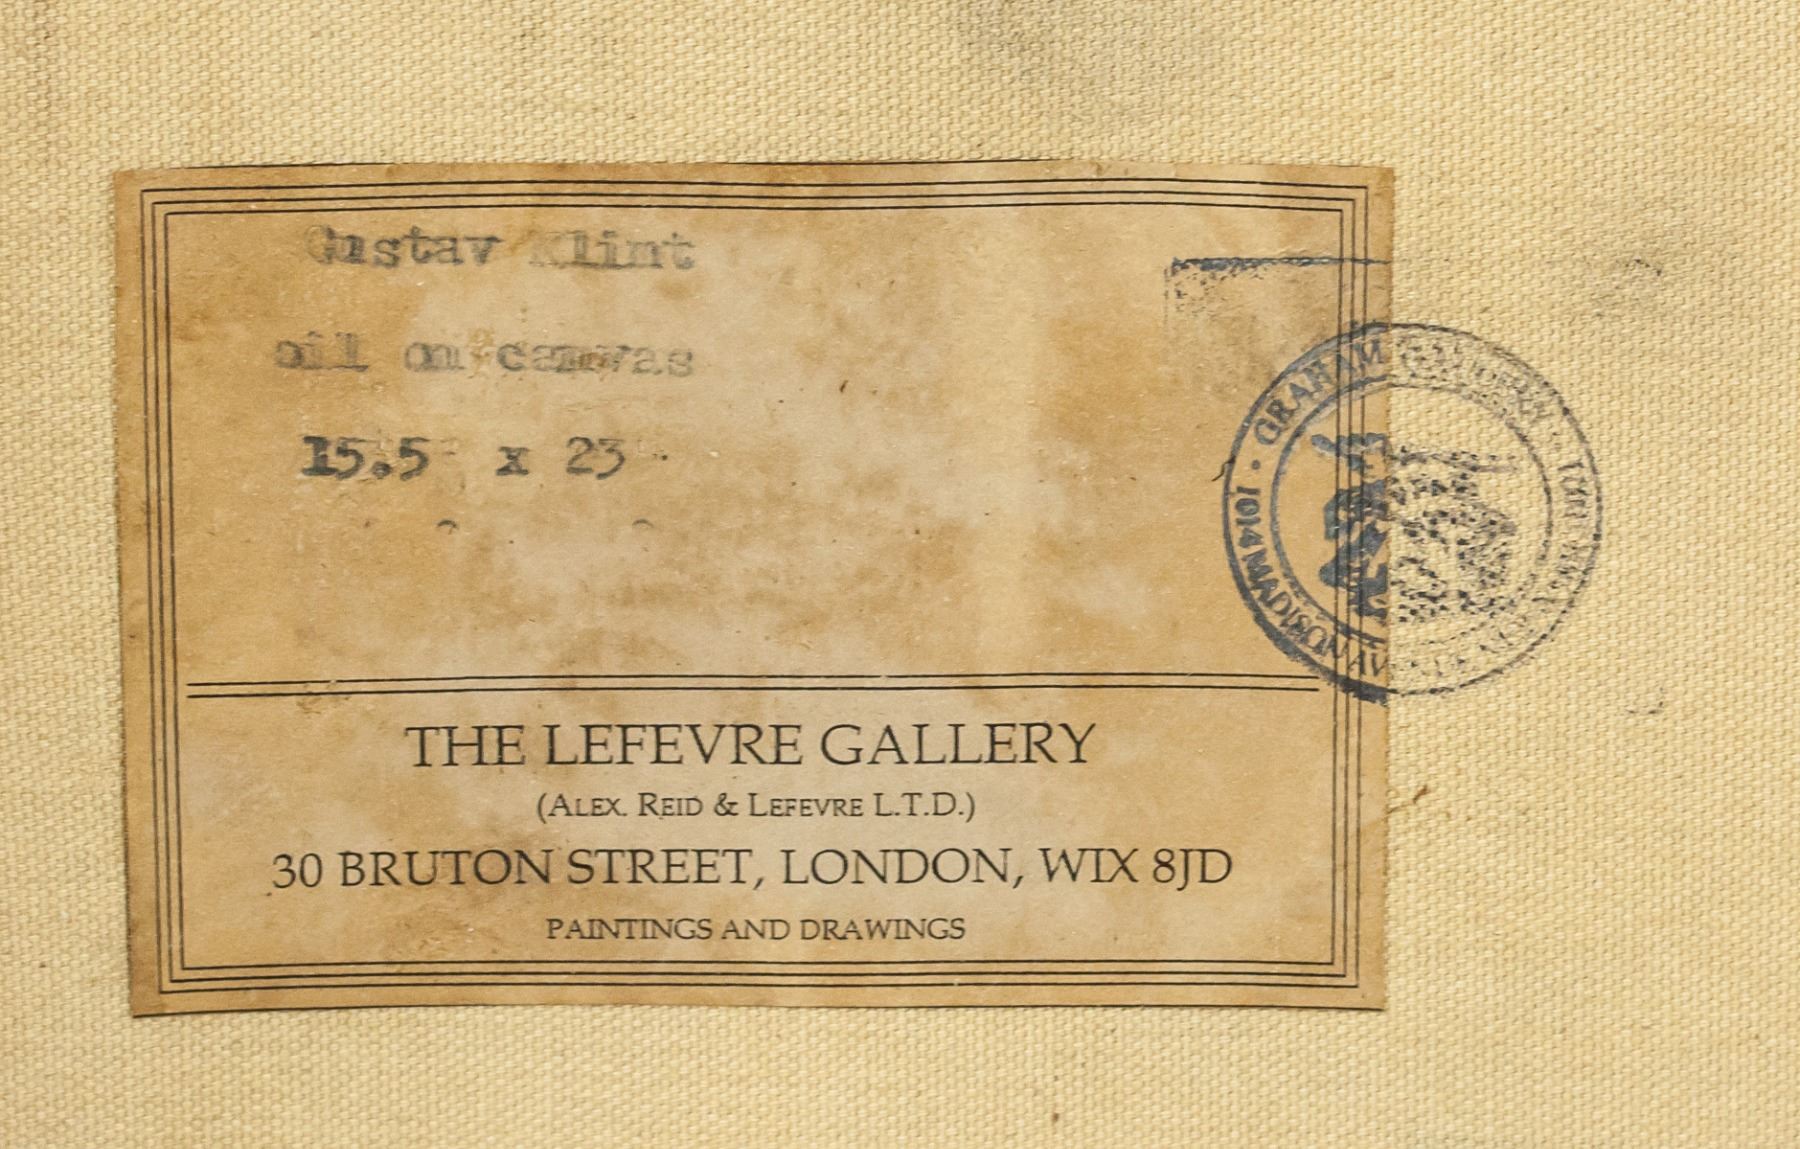 Gustav Klint
oil on canvas
15.5 x 23
THE LEFEVRE GALLERY
(ALEX. REID & LEFEVRE L.T.D.)
30 BRUTON STREET, LONDON, WIX 8JD
PAINTINGS AND DRAWINGS
GRAHAM
1014 MADISON AV